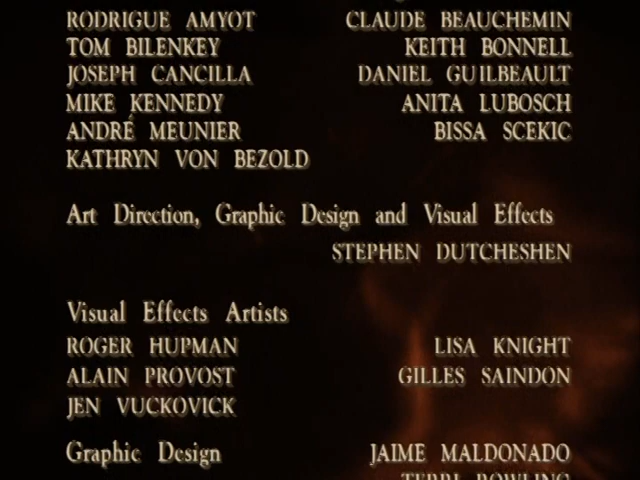 RODRIGUE AMYOT CLAUDE BEAUCHEMIN
TOM BILENKEY KEITH BONNELL
JOSEPH CANCILLA DANIEL GUILBEAULT
MIKE KENNEDY ANITA LUBOSCH
ANDRÉ MEUNIER BISSA SCEKIC
KATHRYN VON BEZOLD
Art Direction, Graphic Design and Visual Effects
STEPHEN DUTCHESHEN
Visual Effects Artists
ROGER HUPMAN LISA KNIGHT
ALAIN PROVOST GILLES SAINDON
JEN VUCKOVICK
Graphic Design JAIME MALDONADO
TERRI BOWLING